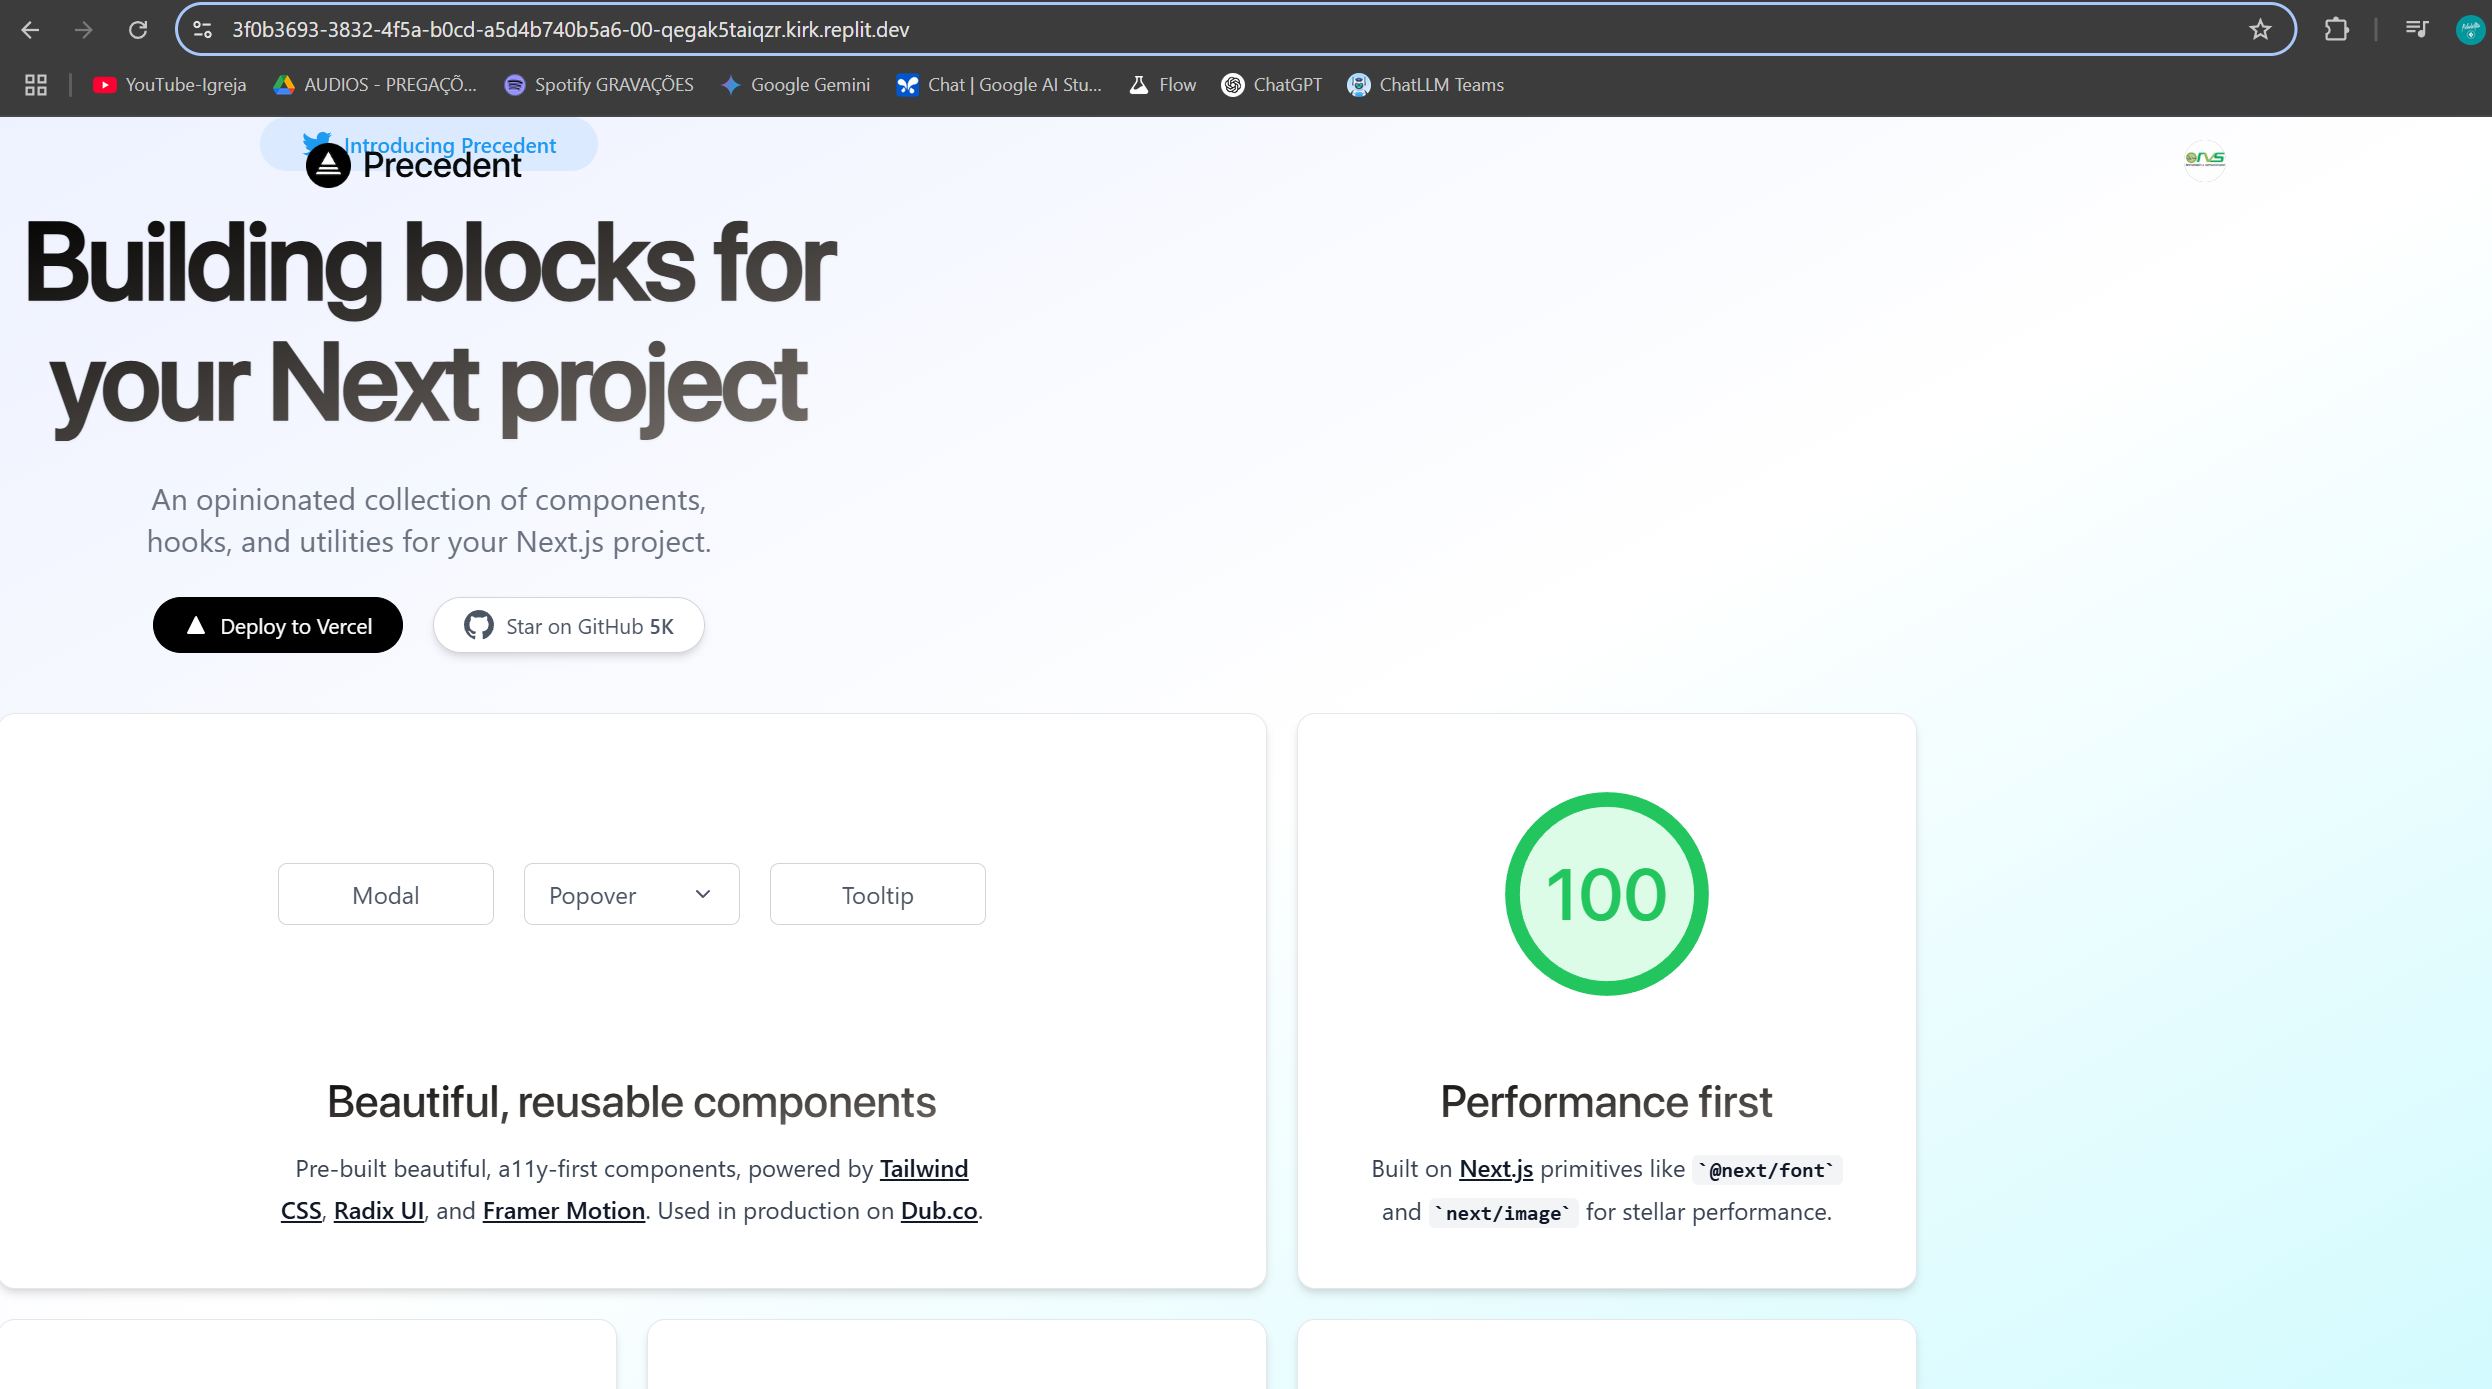 3f0b3693-3832-4f5a-b0cd-a5d4b740b5a6-00-qegak5taiqzr.kirk.replit.dev
YouTube-Igreja
AUDIOS - PREGAÇÕ...
Spotify GRAVAÇÕES
Google Gemini
Chat | Google AI Stu...
Flow
ChatGPT
ChatLLM Teams
Introducing Precedent
Precedent
Building blocks for
your Next project
An opinionated collection of components,
hooks, and utilities for your Next.js project.
Deploy to Vercel
Star on GitHub 5K
Modal
Popover
Tooltip
Beautiful, reusable components
Pre-built beautiful, a11y-first components, powered by Tailwind
CSS, Radix UI, and Framer Motion. Used in production on Dub.co.
100
Performance first
Built on Next.js primitives like `@next/font`
and `next/image` for stellar performance.